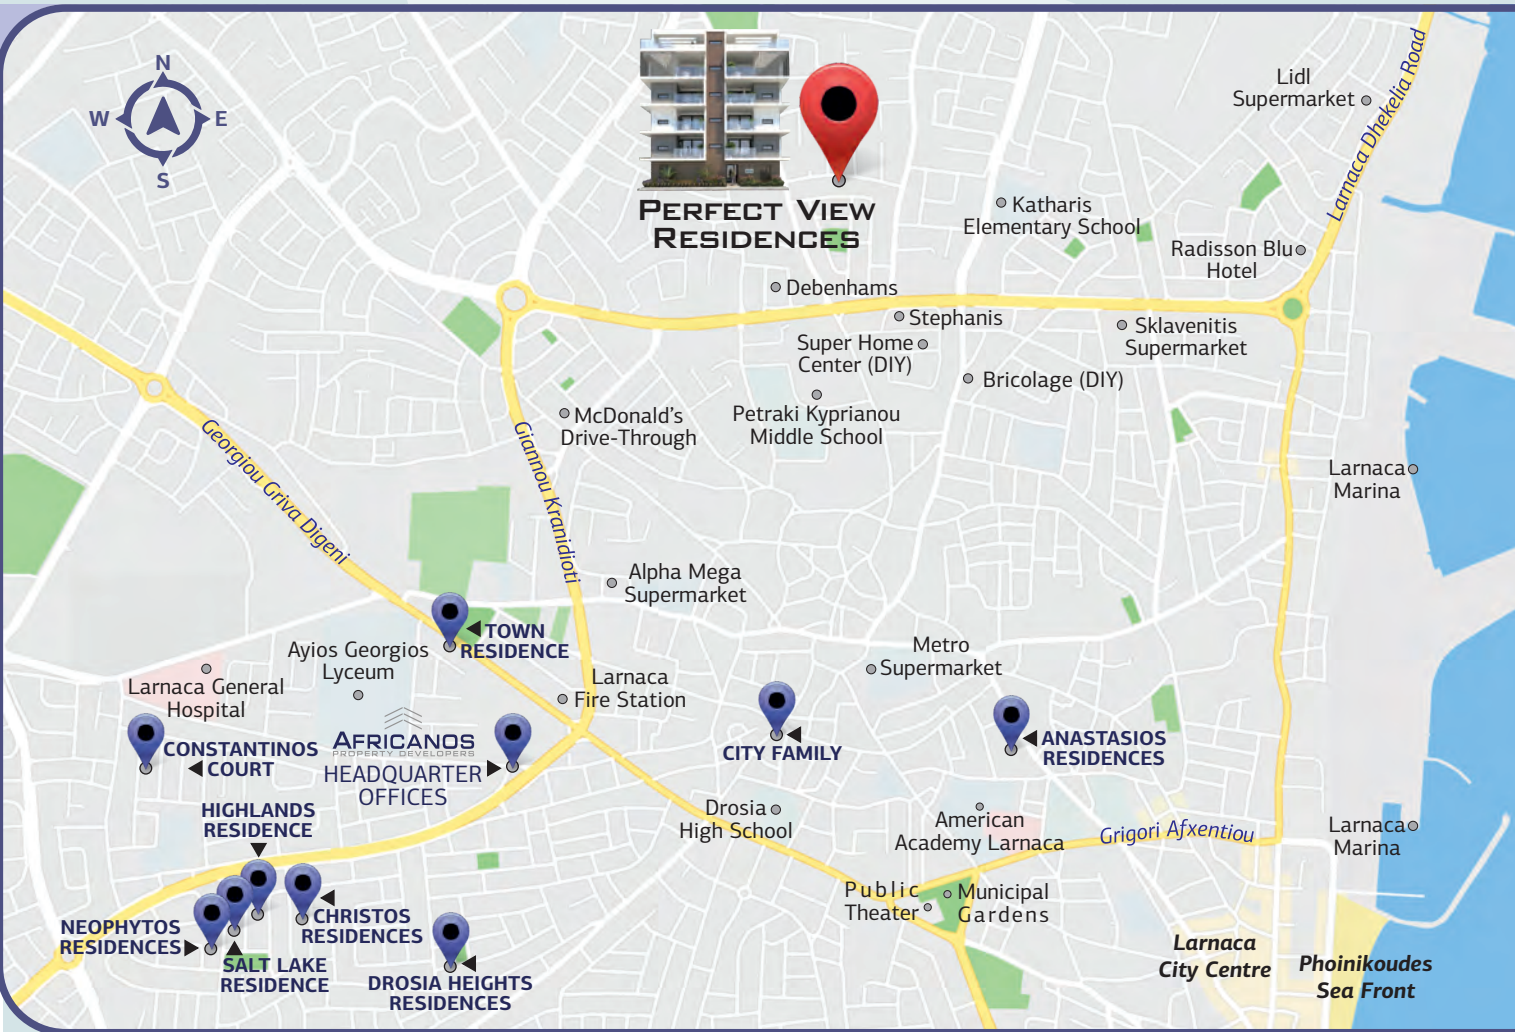 N
W
E
S
PERFECT VIEW
RESIDENCES
Lidl
Supermarket
Larnaca Dhekelia Road
Katharis
Elementary School
Radisson Blu
Hotel
Debenhams
Stephanis
Sklavenitis
Supermarket
Super Home
Center (DIY)
Bricolage (DIY)
McDonald's
Drive-Through
Petraki Kyprianou
Middle School
Georgiou Griva Digeni
Giannou Kranidioti
Larnaca
Marina
Alpha Mega
Supermarket
TOWN
RESIDENCE
Ayios Georgios
Lyceum
Metro
Supermarket
Larnaca General
Hospital
Larnaca
Fire Station
CONSTANTINOS
COURT
AFRICANOS
PROPERTY DEVELOPERS
HEADQUARTER
OFFICES
CITY FAMILY
ANASTASIOS
RESIDENCES
HIGHLANDS
RESIDENCE
Drosia
High School
American
Academy Larnaca
Grigori Afxentiou
Larnaca
Marina
Public
Theater
Municipal
Gardens
NEOPHYTOS
RESIDENCES
CHRISTOS
RESIDENCES
SALT LAKE
RESIDENCE
DROSIA HEIGHTS
RESIDENCES
Larnaca
City Centre
Phoinikoudes
Sea Front